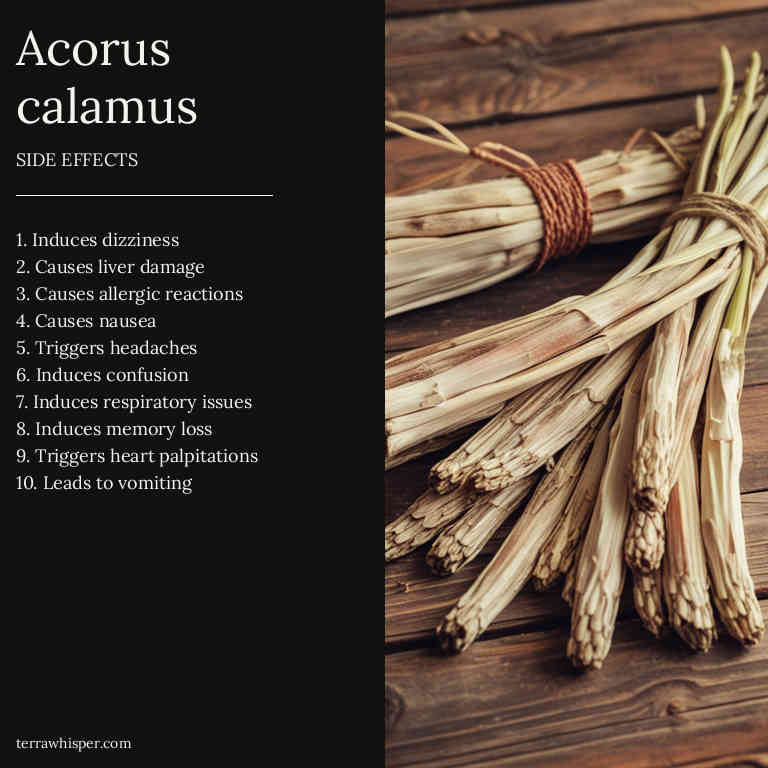 Acorus
calamus
SIDE EFFECTS
1. Induces dizziness
2. Causes liver damage
3. Causes allergic reactions
4. Causes nausea
5. Triggers headaches
6. Induces confusion
7. Induces respiratory issues
8. Induces memory loss
9. Triggers heart palpitations
10. Leads to vomiting
terrawhisper.com